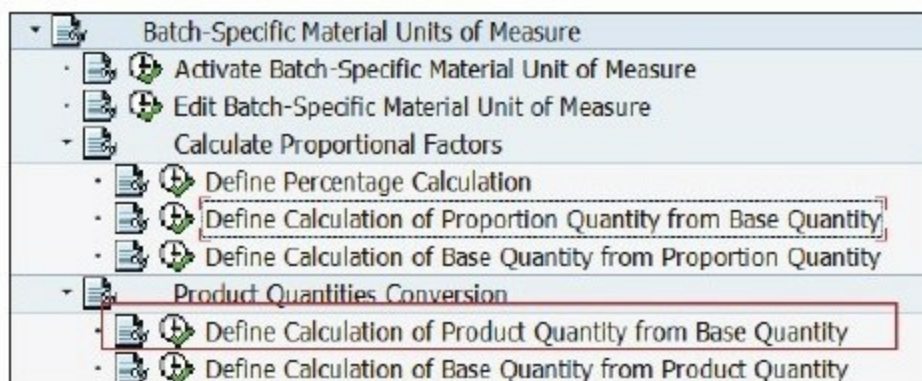 Batch-Specific Material Units of Measure
Activate Batch-Specific Material Unit of Measure
Edit Batch-Specific Material Unit of Measure
Calculate Proportional Factors
Define Percentage Calculation
Define Calculation of Proportion Quantity from Base Quantity
Define Calculation of Base Quantity from Proportion Quantity
Product Quantities Conversion
Define Calculation of Product Quantity from Base Quantity
Define Calculation of Base Quantity from Product Quantity